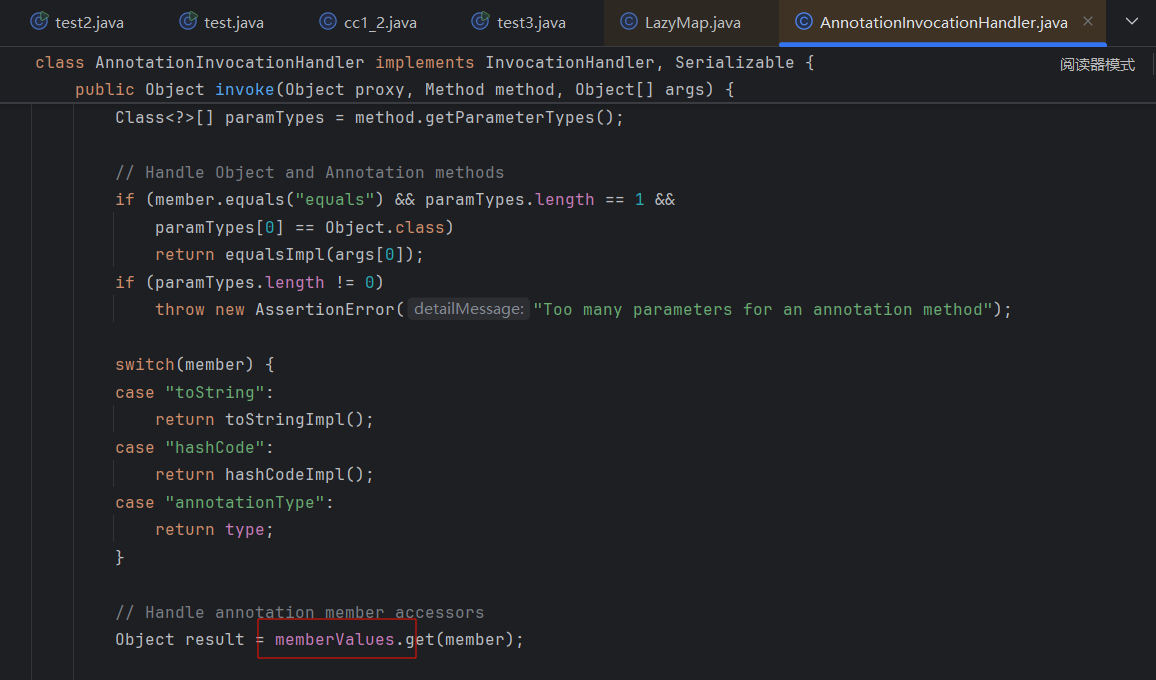 test2.java test.java cc1_2.java test3.java LazyMap.java AnnotationInvocationHandler.java
class AnnotationInvocationHandler implements InvocationHandler, Serializable {
阅读器模式
public Object invoke(Object proxy, Method method, Object[] args) {
Class<?>[] paramTypes = method.getParameterTypes();
// Handle Object and Annotation methods
if (member.equals("equals") && paramTypes.length == 1 &&
paramTypes[0] == Object.class)
return equalsImpl(args[0]);
if (paramTypes.length != 0)
throw new AssertionError( detailMessage: "Too many parameters for an annotation method");
switch(member) {
case "toString":
return toStringImpl();
case "hashCode":
return hashCodeImpl();
case "annotationType":
return type;
}
// Handle annotation member accessors
Object result = memberValues.get(member);